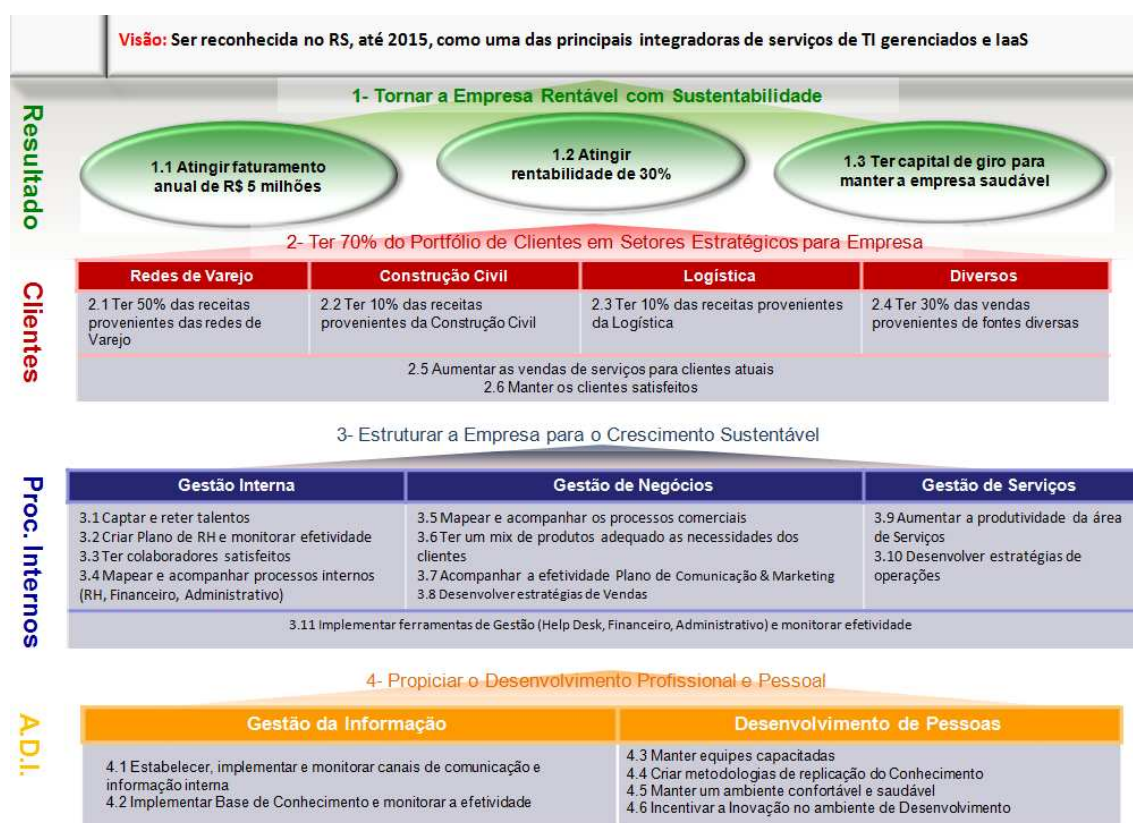 Visão: Ser reconhecida no RS, até 2015, como uma das principais integradoras de serviços de TI gerenciados e IaaS
Resultado
1- Tornar a Empresa Rentável com Sustentabilidade
1.1 Atingir faturamento
anual de R$ 5 milhões
1.2 Atingir
rentabilidade de 30%
1.3 Ter capital de giro para
manter a empresa saudável
Clientes
2- Ter 70% do Portfólio de Clientes em Setores Estratégicos para Empresa
Redes de Varejo
Construção Civil
Logística
Diversos
2.1 Ter 50% das receitas
provenientes das redes de
Varejo
2.2 Ter 10% das receitas
provenientes da Construção Civil
2.3 Ter 10% das receitas provenientes
da Logística
2.4 Ter 30% das vendas
provenientes de fontes diversas
2.5 Aumentar as vendas de serviços para clientes atuais
2.6 Manter os clientes satisfeitos
Proc. Internos
3- Estruturar a Empresa para o Crescimento Sustentável
Gestão Interna
Gestão de Negócios
Gestão de Serviços
3.1 Captar e reter talentos
3.2 Criar Plano de RH e monitorar efetividade
3.3 Ter colaboradores satisfeitos
3.4 Mapear e acompanhar processos internos
(RH, Financeiro, Administrativo)
3.5 Mapear e acompanhar os processos comerciais
3.6 Ter um mix de produtos adequado as necessidades dos
clientes
3.7 Acompanhar a efetividade Plano de Comunicação & Marketing
3.8 Desenvolver estratégias de Vendas
3.9 Aumentar a produtividade da área
de Serviços
3.10 Desenvolver estratégias de
operações
3.11 Implementar ferramentas de Gestão (Help Desk, Financeiro, Administrativo) e monitorar efetividade
A.D.I.
4- Propiciar o Desenvolvimento Profissional e Pessoal
Gestão da Informação
Desenvolvimento de Pessoas
4.1 Estabelecer, implementar e monitorar canais de comunicação e
informação interna
4.2 Implementar Base de Conhecimento e monitorar a efetividade
4.3 Manter equipes capacitadas
4.4 Criar metodologias de replicação do Conhecimento
4.5 Manter um ambiente confortável e saudável
4.6 Incentivar a Inovação no ambiente de Desenvolvimento